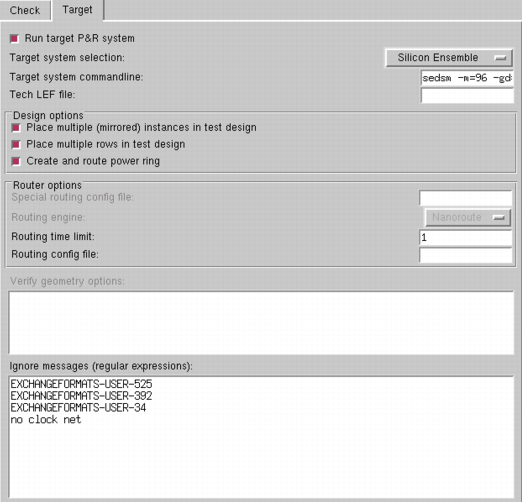 Check Target
Run target P&R system
Target system selection: Silicon Ensemble
Target system commandline: sedsm -m=96 -gd
Tech LEF file:
Design options
Place multiple (mirrored) instances in test design
Place multiple rows in test design
Create and route power ring
Router options
Special routing config file:
Routing engine: Nanoroute
Routing time limit: 1
Routing config file:
Verify geometry options:
Ignore messages (regular expressions):
EXCHANGEFORMATS-USER-525
EXCHANGEFORMATS-USER-392
EXCHANGEFORMATS-USER-34
no clock net